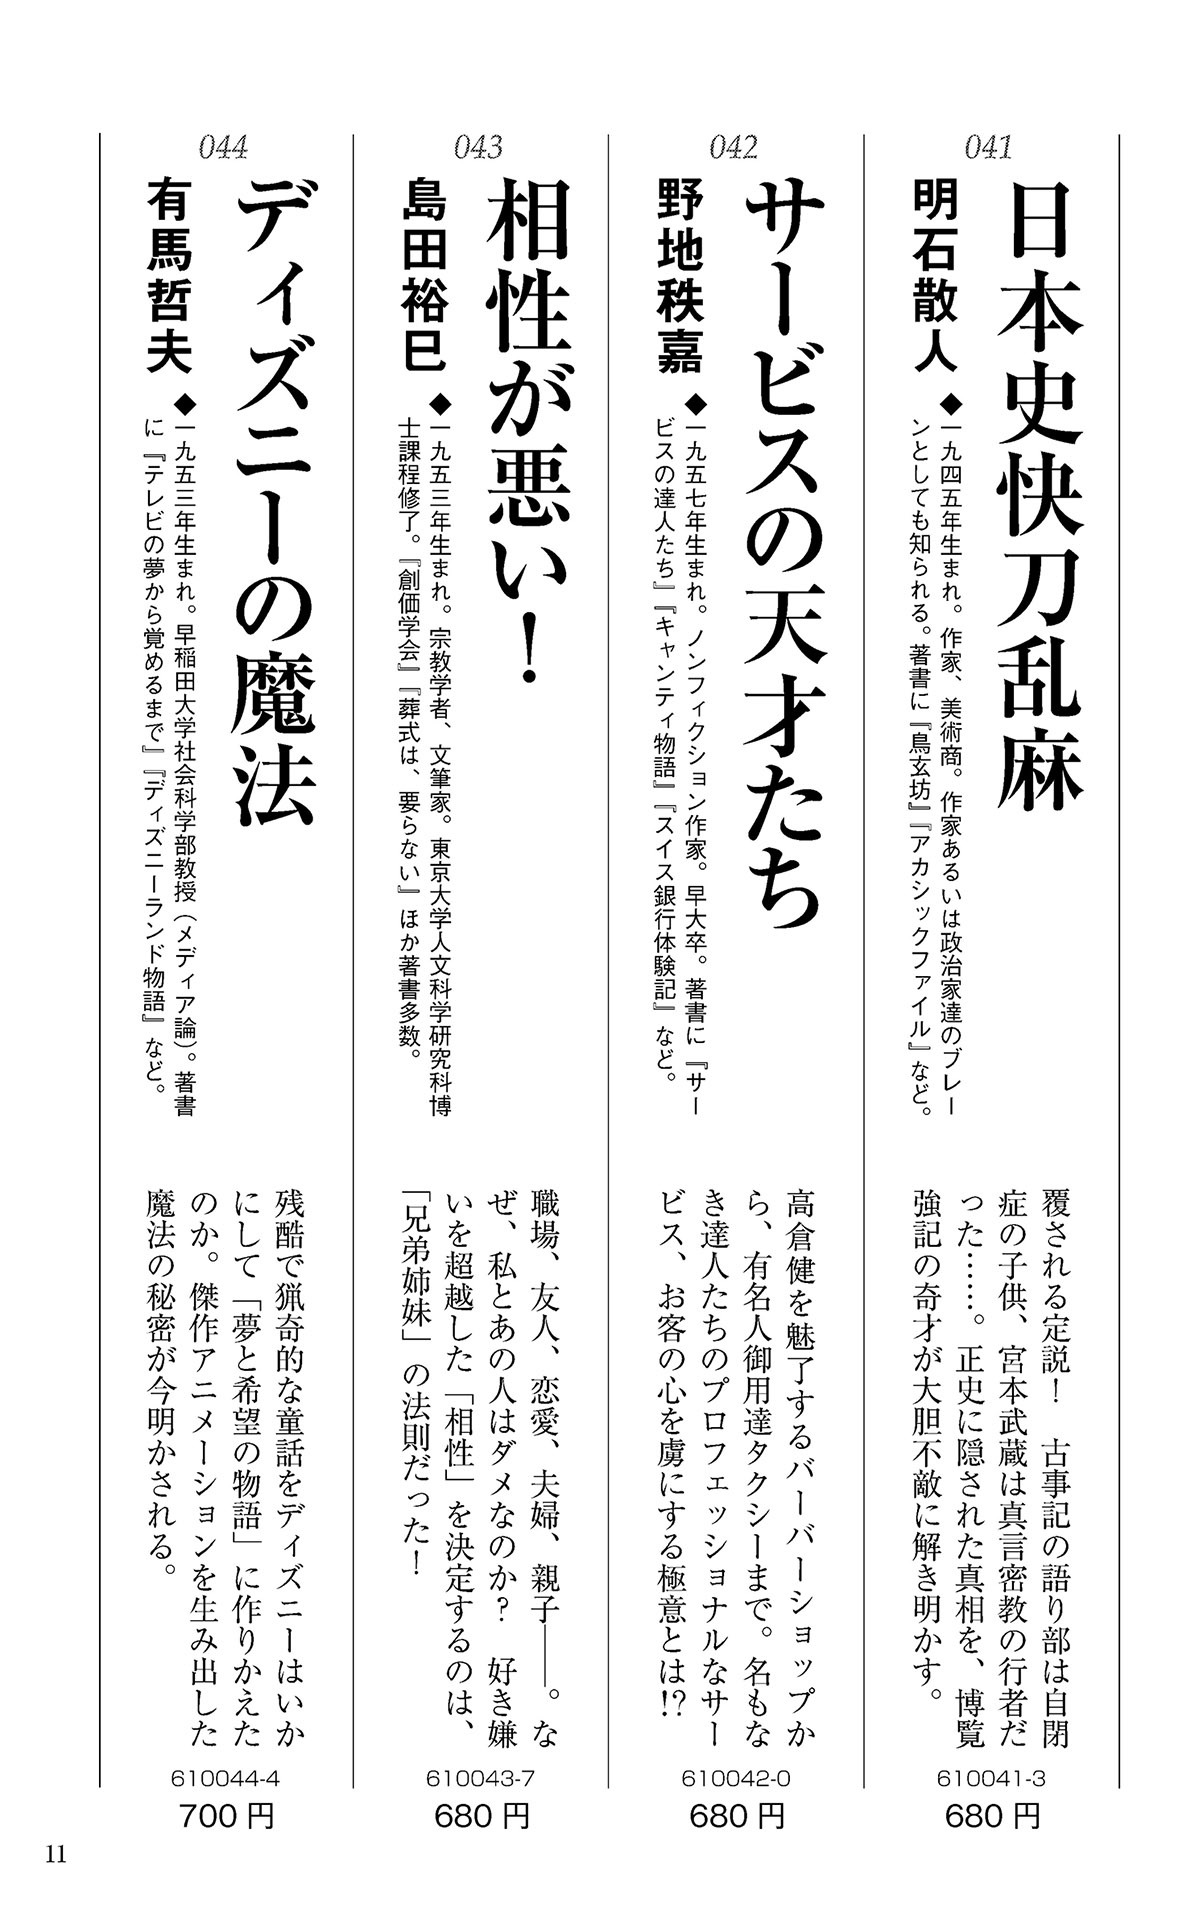 041
日本史快刀乱麻
明石散人
◆一九四五年生まれ。作家、美術商。作家あるいは政治家達のブレー
ンとしても知られる。著書に『鳥玄坊』『アカシックファイル』など。
覆される定説！　古事記の語り部は自閉
症の子供、宮本武蔵は真言密教の行者だ
った……。正史に隠された真相を、博覧
強記の奇才が大胆不敵に解き明かす。
610041-3
680円
042
サービスの天才たち
野地秩嘉
◆一九五七年生まれ。ノンフィクション作家。早大卒。著書に『サー
ビスの達人たち』『キャンティ物語』『スイス銀行体験記』など。
高倉健を魅了するバーバーショップか
ら、有名人御用達タクシーまで。名もな
き達人たちのプロフェッショナルなサー
ビス、お客の心を虜にする極意とは!?
610042-0
680円
043
相性が悪い！
島田裕巳
◆一九五三年生まれ。宗教学者、文筆家。東京大学人文科学研究科博
士課程修了。『創価学会』『葬式は、要らない』ほか著書多数。
職場、友人、恋愛、夫婦、親子――。な
ぜ、私とあの人はダメなのか？　好き嫌
いを超越した「相性」を決定するのは、
「兄弟姉妹」の法則だった！
610043-7
680円
044
ディズニーの魔法
有馬哲夫
◆一九五三年生まれ。早稲田大学社会科学部教授（メディア論）。著書
に『テレビの夢から覚めるまで』『ディズニーランド物語』など。
残酷で猟奇的な童話をディズニーはいか
にして「夢と希望の物語」に作りかえた
のか。傑作アニメーションを生み出した
魔法の秘密が今明かされる。
610044-4
700円
11